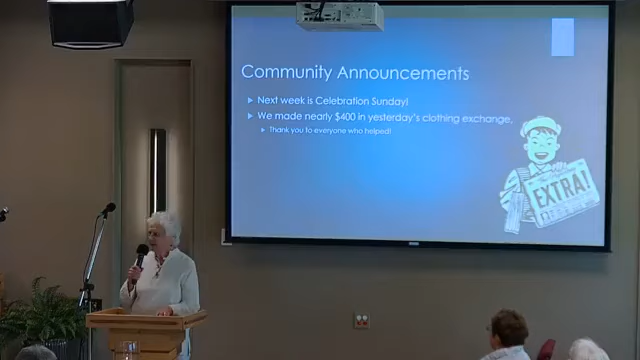 Community Announcements
Next week is Celebration Sunday!
We made nearly $400 in yesterday's clothing exchange.
Thank you to everyone who helped!
EXTRA!